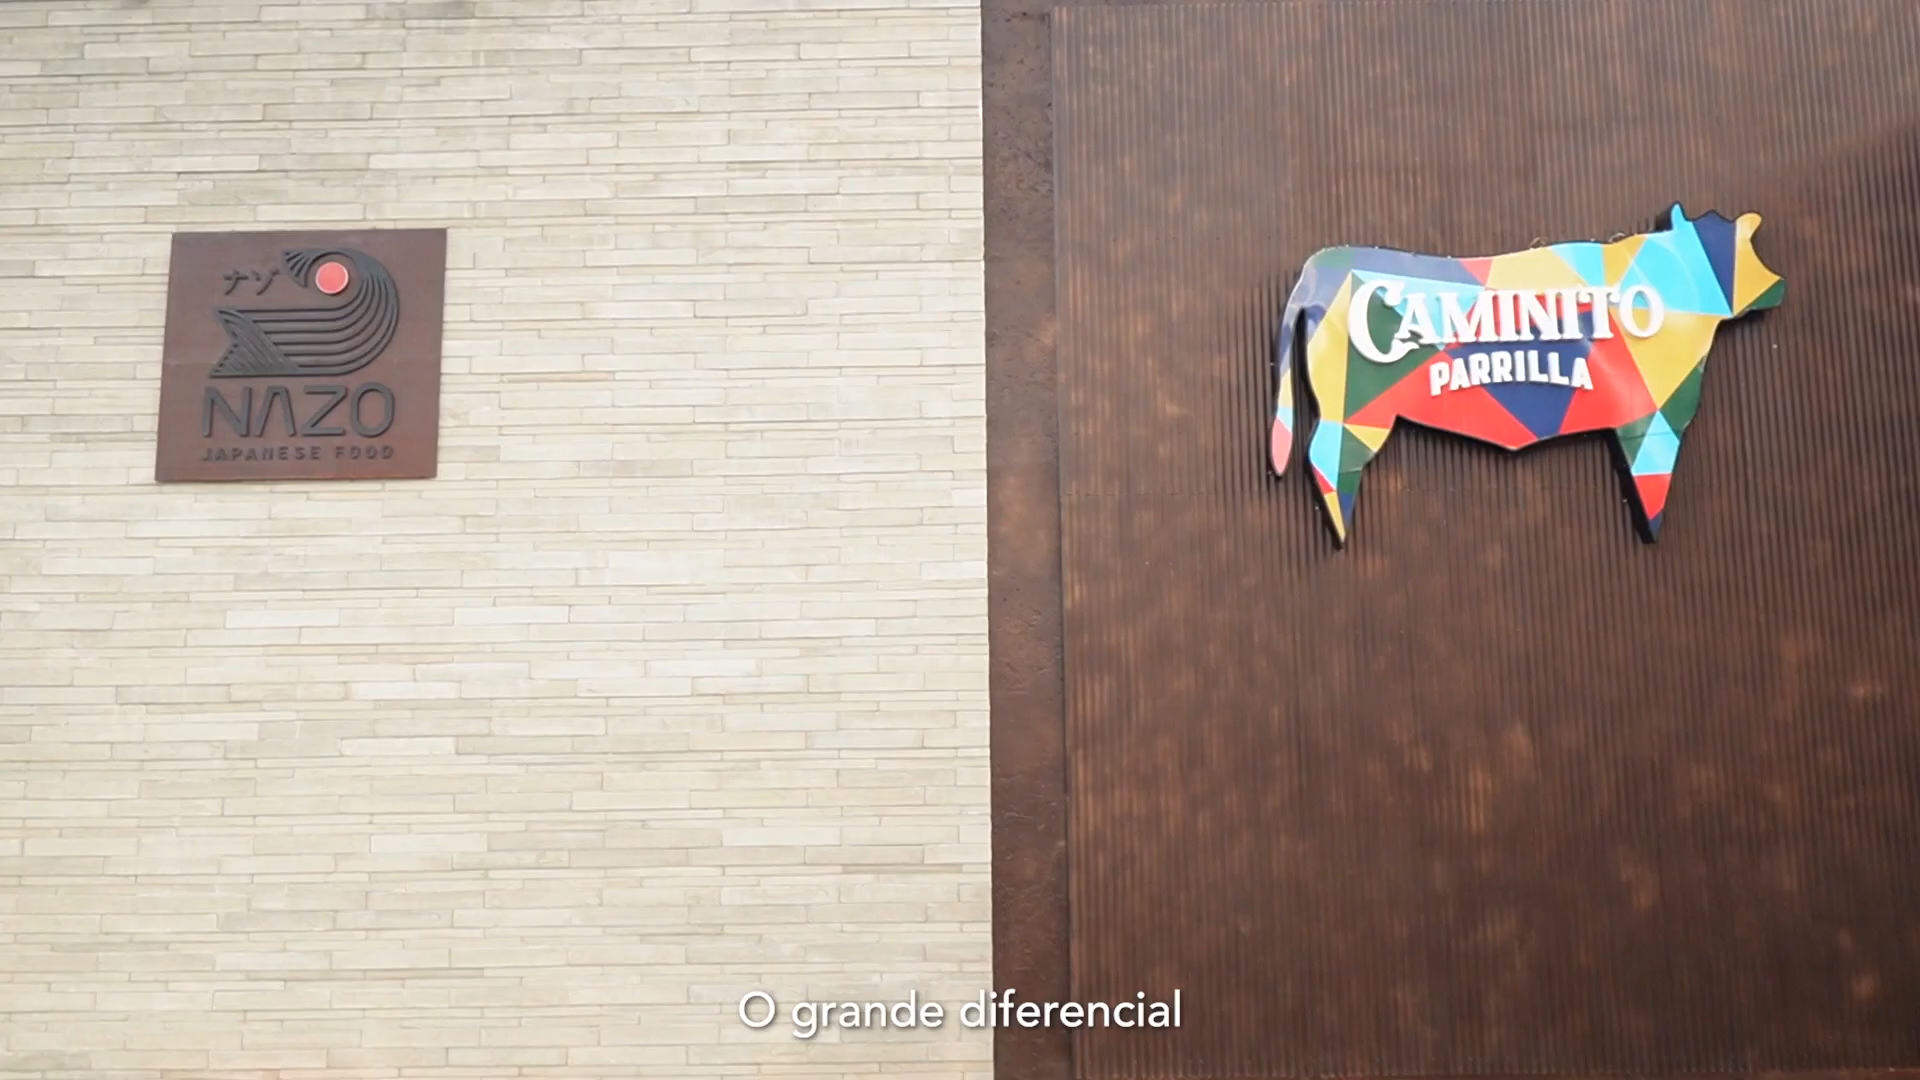 ナゾ
NAZO
JAPANESE FOOD
CAMINITO
PARRILLA
O grande diferencial